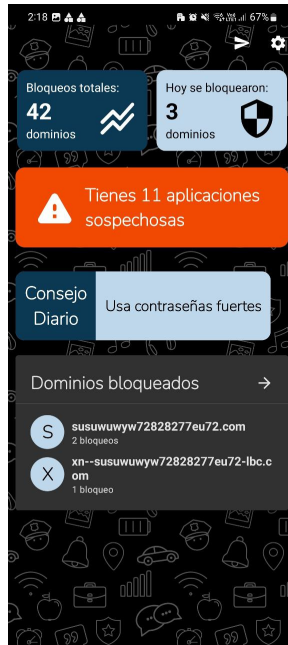 2:18
67%
Bloqueos totales:
42
dominios
Hoy se bloquearon:
3
dominios
Tienes 11 aplicaciones
sospechosas
Consejo
Diario
Usa contraseñas fuertes
Dominios bloqueados
S
susuwuwyw72828277eu72.com
2 bloqueos
X
xn--susuwuwyw72828277eu72-lbc.c
om
1 bloqueo